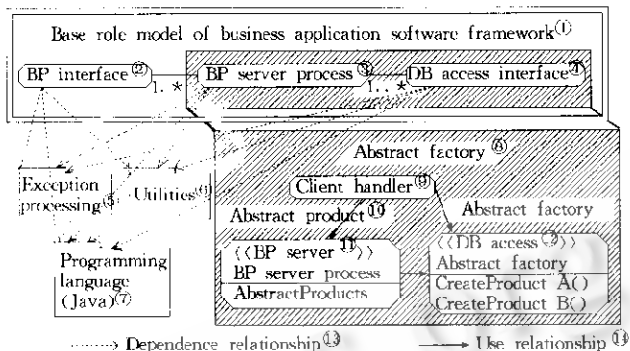 Base role model of business application software framework①
BP interface② BP server process③ DB access interface④
1..* 1..*
Abstract factory⑧
Exception
processing⑤
Utilities⑥
Client handler⑨
Abstract product⑩ Abstract factory
Programming
language
(Java)⑦
⟨⟨BP server⑪⟩⟩
BP server process
AbstractProducts
⟨⟨DB access⑫⟩⟩
Abstract factory
CreateProduct A()
CreateProduct B()
Dependence relationship⑬ Use relationship⑭